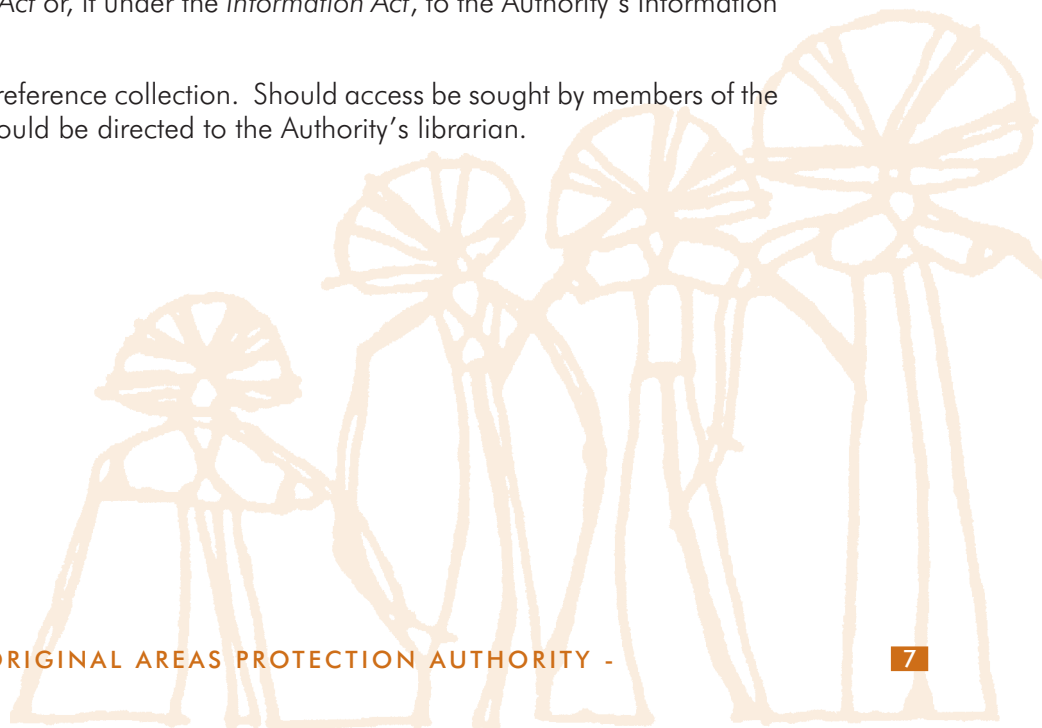 Act or, if under the Information Act, to the Authority's Information
reference collection. Should access be sought by members of the
ould be directed to the Authority's librarian.
ORIGINAL AREAS PROTECTION AUTHORITY -
7